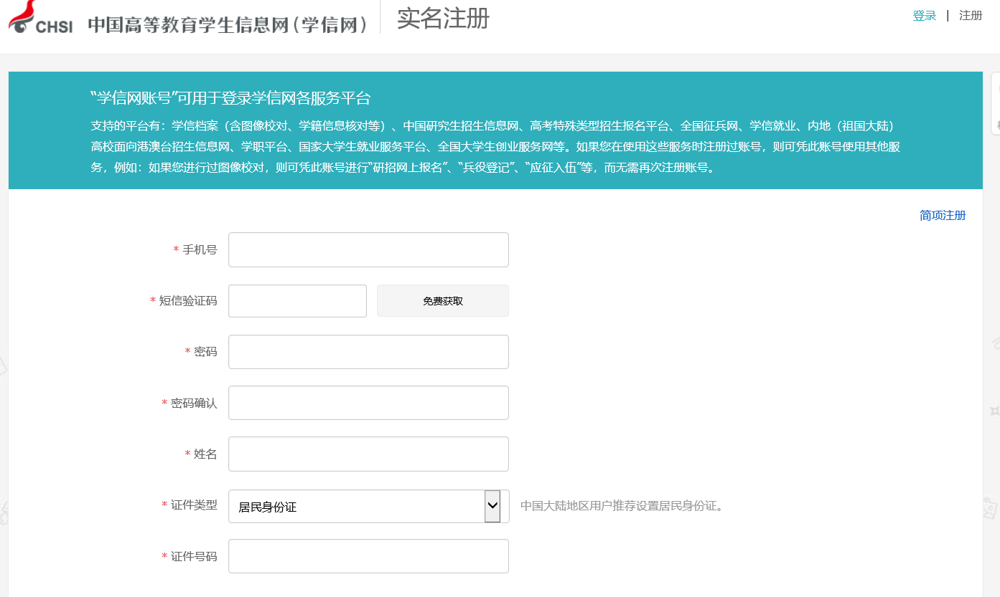 CHSI 中国高等教育学生信息网(学信网) 实名注册 登录 | 注册
“学信网账号”可用于登录学信网各服务平台
支持的平台有：学信档案（含图像校对、学籍信息核对等）、中国研究生招生信息网、高考特殊类型招生报名平台、全国征兵网、学信就业、内地（祖国大陆）
高校面向港澳台招生信息网、学职平台、国家大学生就业服务平台、全国大学生创业服务网等。如果您在使用这些服务时注册过账号，则可凭此账号使用其他服
务，例如：如果您进行过图像校对，则可凭此账号进行“研招网上报名”、“兵役登记”、“应征入伍”等，而无需再次注册账号。
简项注册
* 手机号
* 短信验证码 免费获取
* 密码
* 密码确认
* 姓名
* 证件类型 居民身份证 中国大陆地区用户推荐设置居民身份证。
* 证件号码